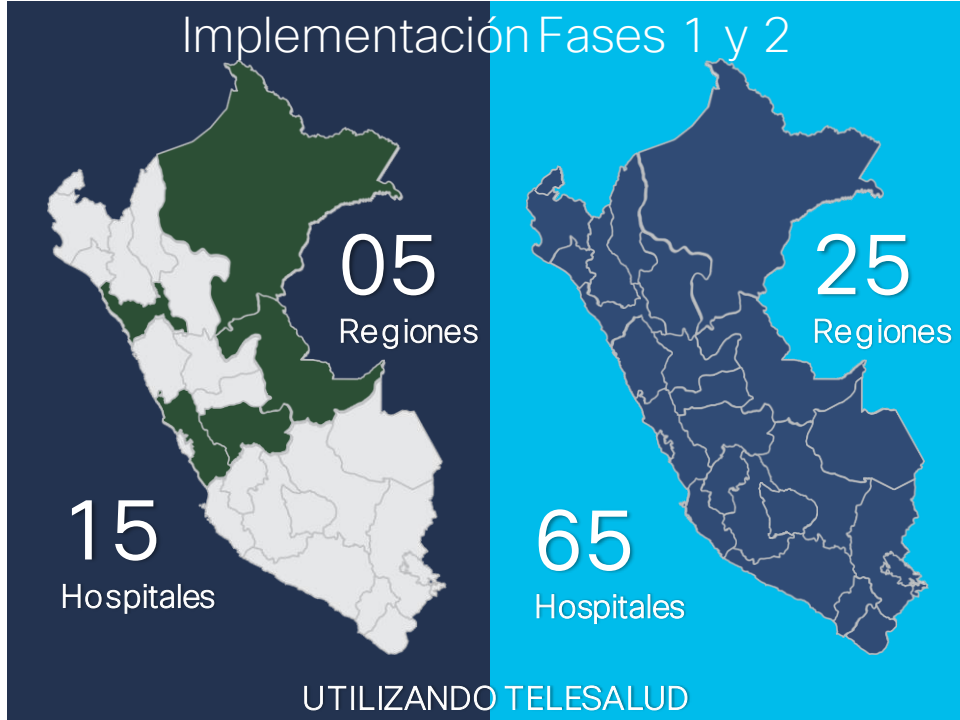 Implementación Fases 1 y 2
05
Regiones
15
Hospitales
25
Regiones
65
Hospitales
UTILIZANDO TELESALUD